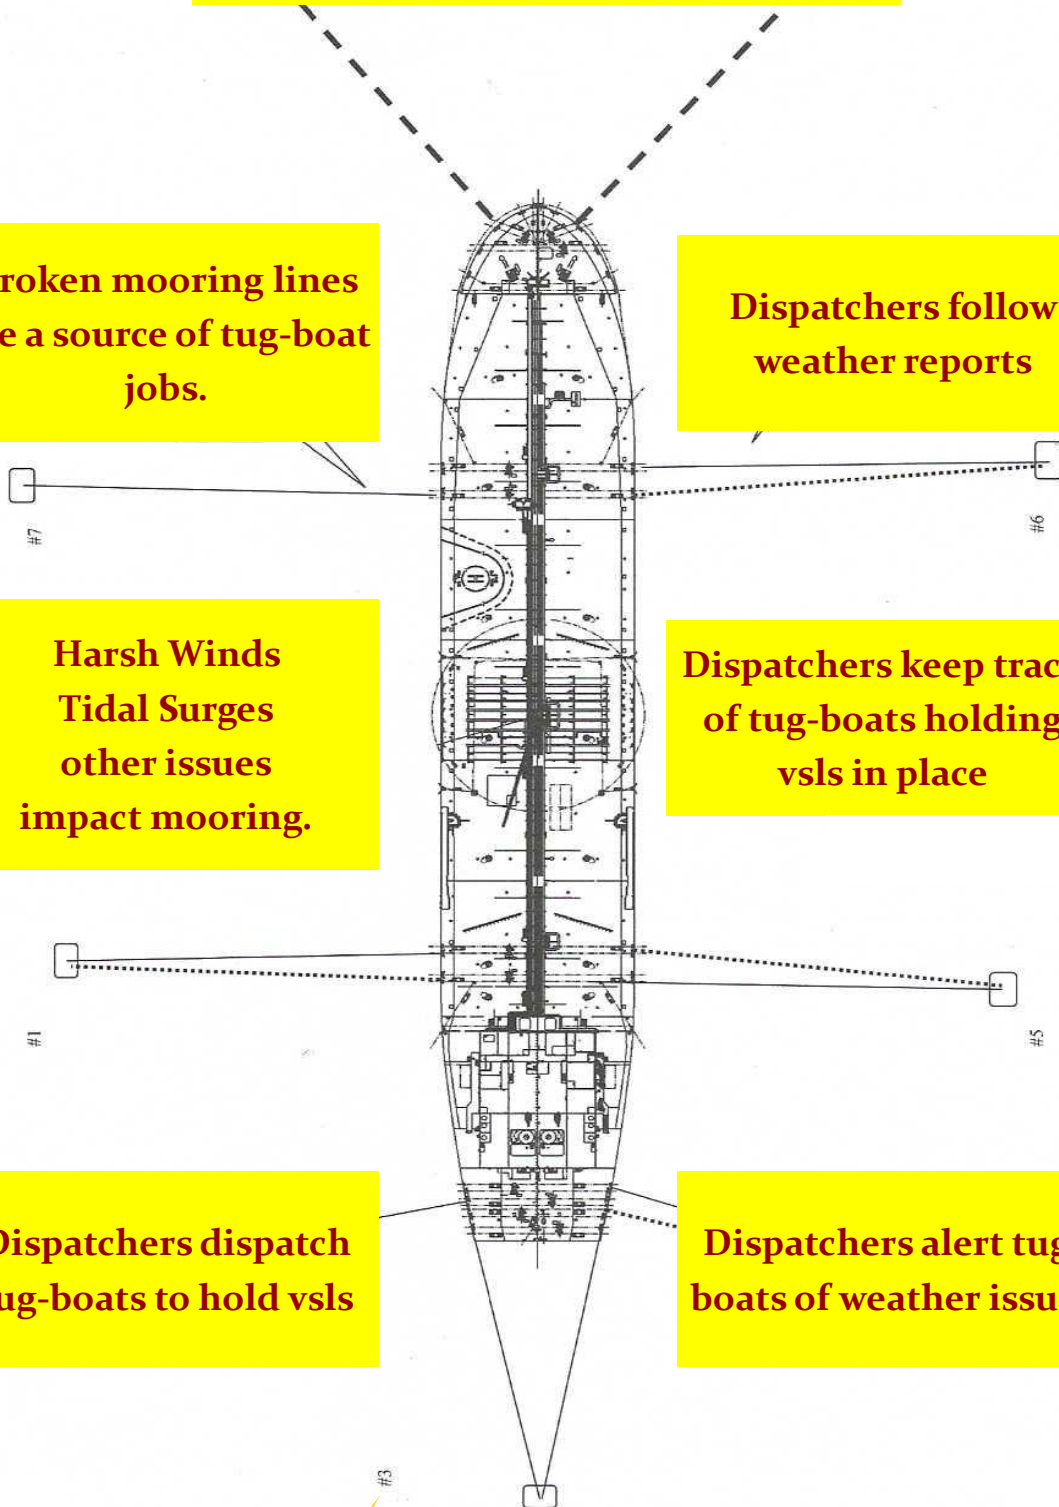 roken mooring lines
e a source of tug-boat
jobs.
Dispatchers follow
weather reports
#7
#6
H
Harsh Winds
Tidal Surges
other issues
impact mooring.
Dispatchers keep trac
of tug-boats holding
vsls in place
#1
#5
Dispatchers dispatch
ug-boats to hold vsls
Dispatchers alert tug
boats of weather issu
#3